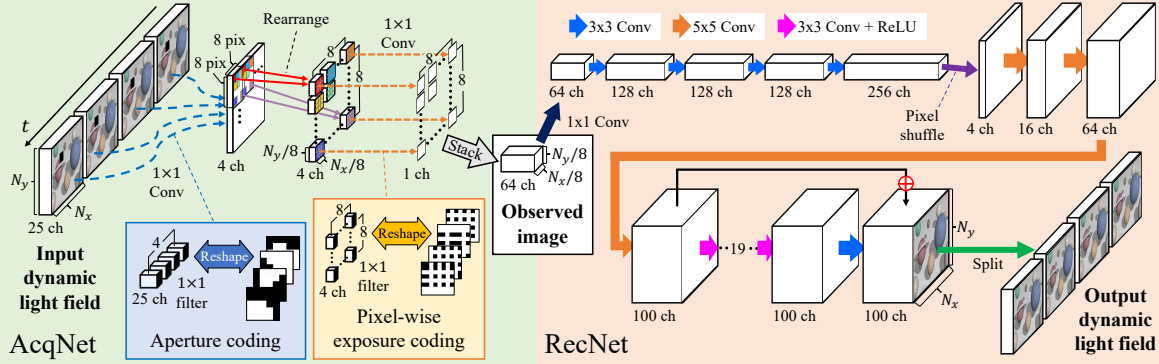 t
N_y
N_x
25 ch
Input
dynamic
light field
AcqNet
1×1
Conv
8 pix
8 pix
4 ch
Rearrange
8
8
N_y/8
N_x/8
4 ch
1×1
Conv
8
8
1 ch
4
25 ch
1×1
filter
Reshape
Aperture coding
8
8
4 ch
1×1
filter
Reshape
Pixel-wise
exposure coding
Stack
N_y/8
N_x/8
64 ch
Observed
image
1x1 Conv
3x3 Conv
5x5 Conv
3x3 Conv + ReLU
64 ch
128 ch
128 ch
128 ch
256 ch
Pixel
shuffle
4 ch
16 ch
64 ch
100 ch
19
100 ch
100 ch
N_y
N_x
Split
Output
dynamic
light field
RecNet